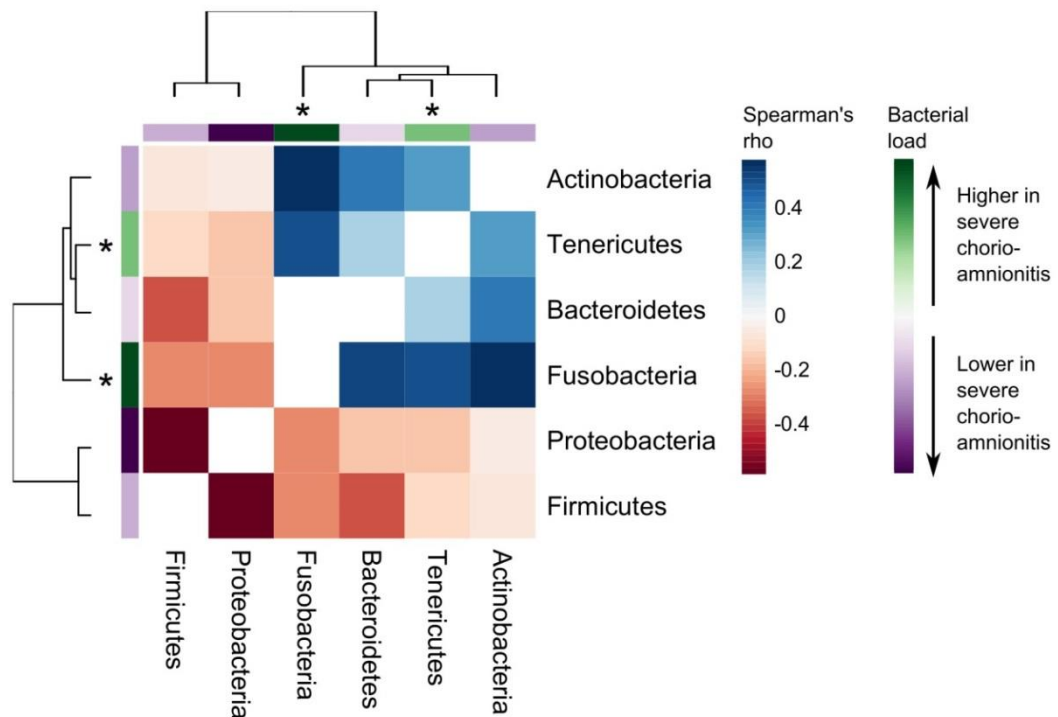 * *
Spearman's
rho
0.4
0.2
0
-0.2
-0.4
Bacterial
load
Higher in
severe
chorio-
amnionitis
Lower in
severe
chorio-
amnionitis
Actinobacteria
* Tenericutes
Bacteroidetes
* Fusobacteria
Proteobacteria
Firmicutes
Firmicutes
Proteobacteria
Fusobacteria
Bacteroidetes
Tenericutes
Actinobacteria